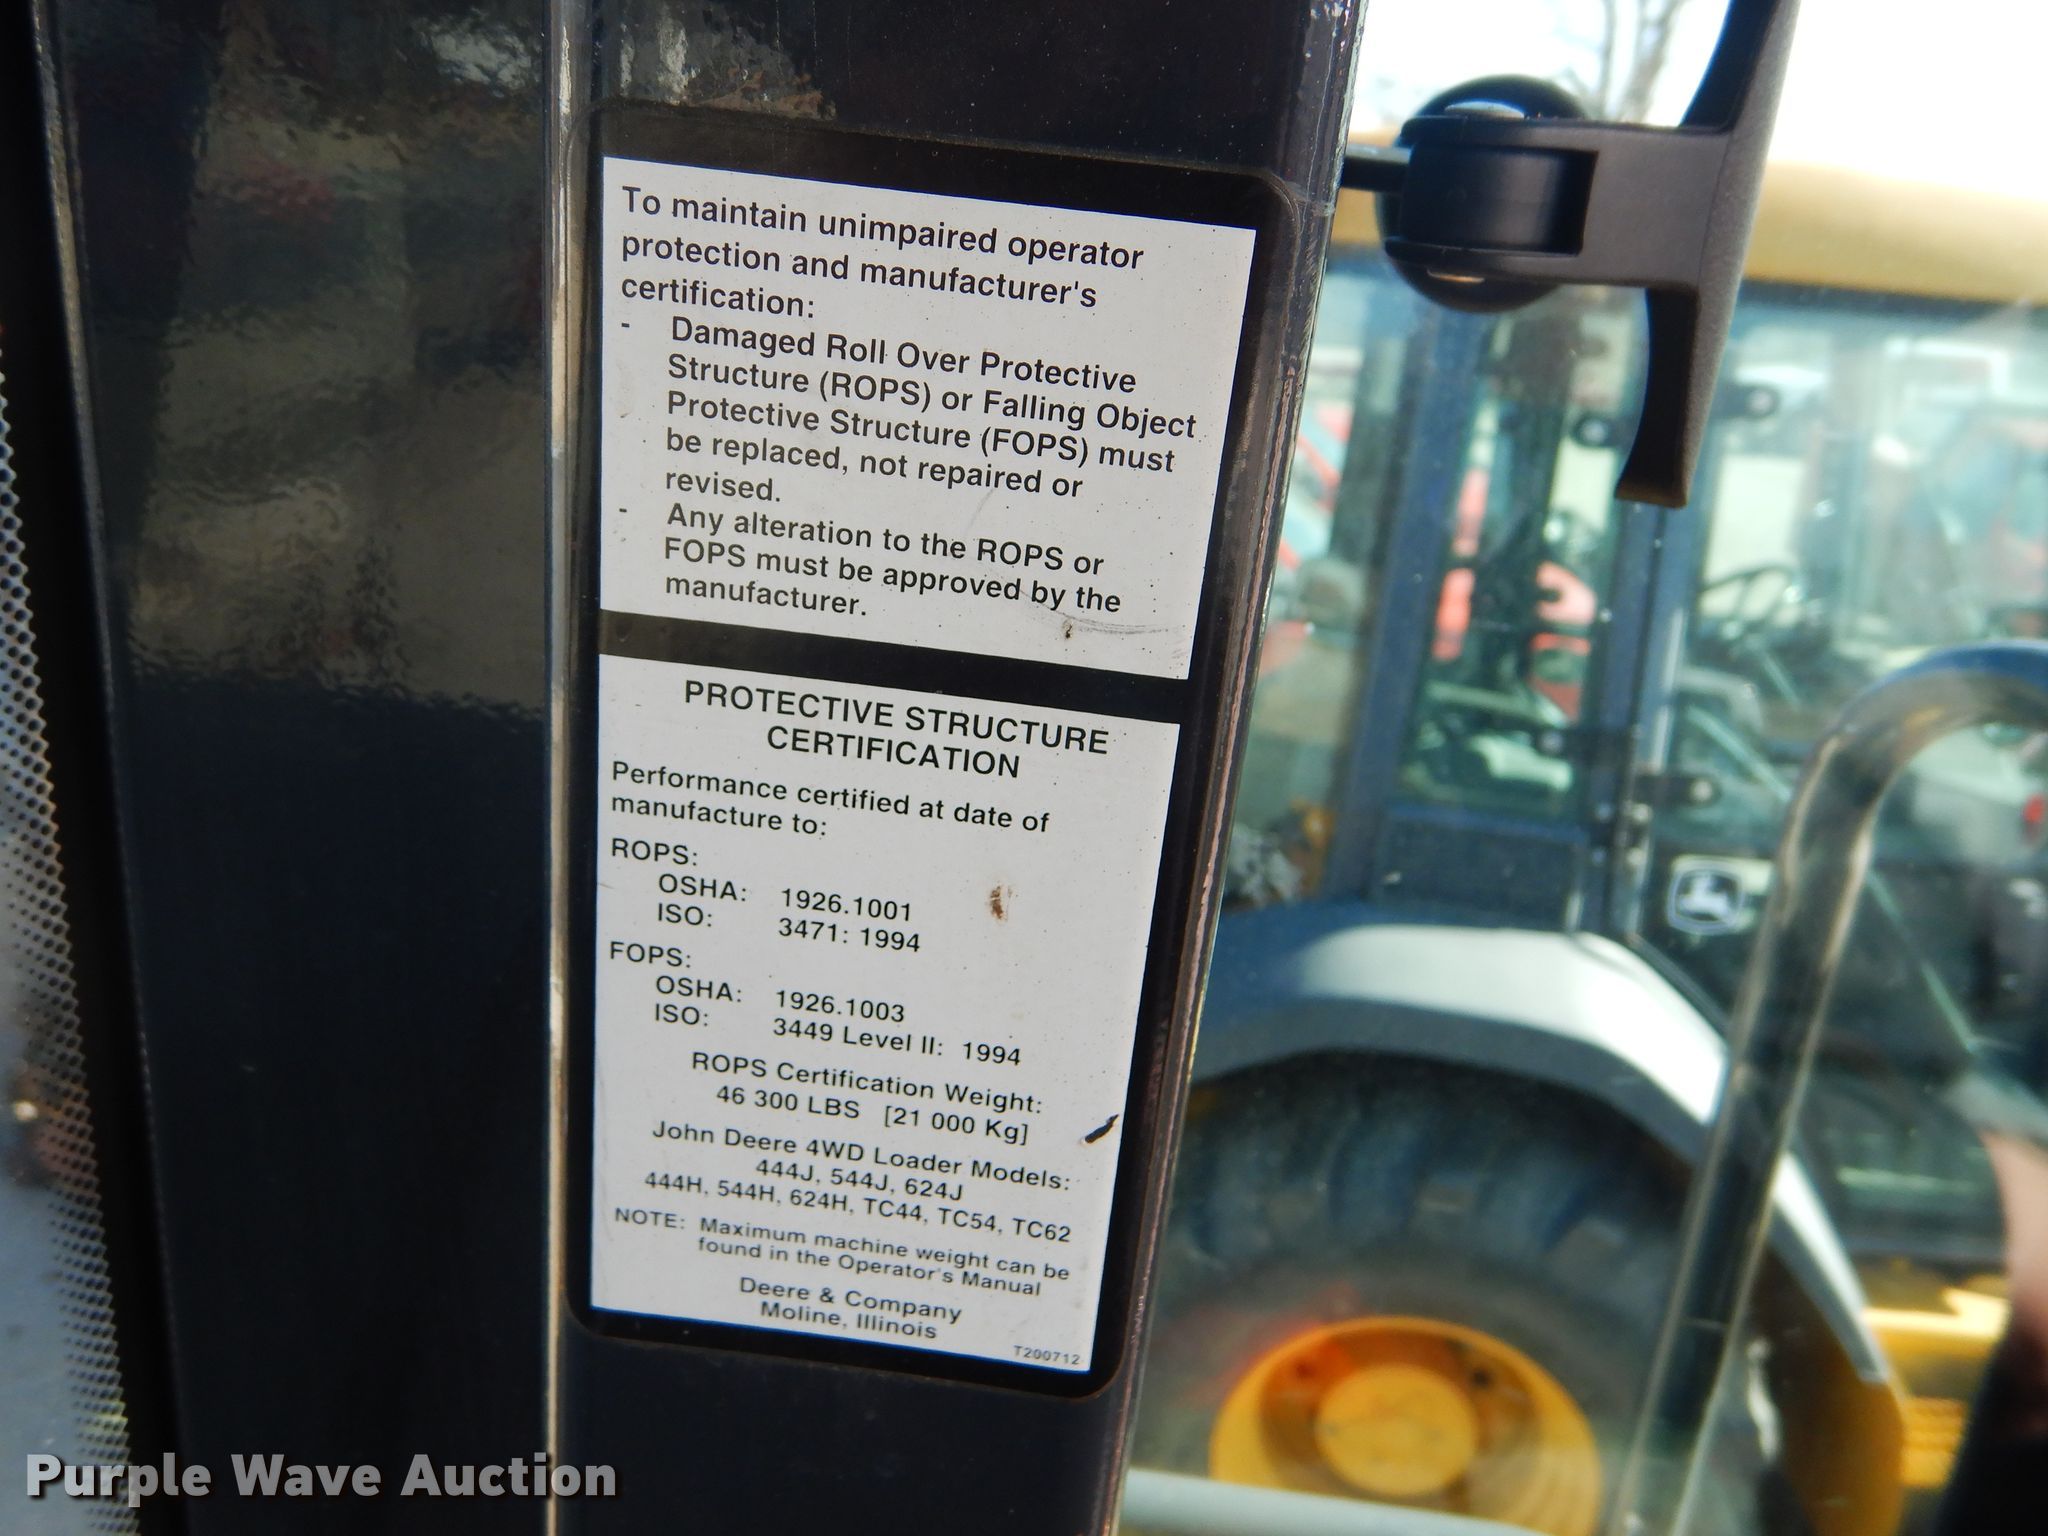 To maintain unimpaired operator
protection and manufacturer's
certification:
- Damaged Roll Over Protective
Structure (ROPS) or Falling Object
Protective Structure (FOPS) must
be replaced, not repaired or
revised.
- Any alteration to the ROPS or
FOPS must be approved by the
manufacturer.
PROTECTIVE STRUCTURE
CERTIFICATION
Performance certified at date of
manufacture to:
ROPS:
OSHA: 1926.1001
ISO: 3471: 1994
FOPS:
OSHA: 1926.1003
ISO: 3449 Level II: 1994
ROPS Certification Weight:
46 300 LBS [21 000 Kg]
John Deere 4WD Loader Models:
444J, 544J, 624J
444H, 544H, 624H, TC44, TC54, TC62
NOTE: Maximum machine weight can be
found in the Operator's Manual
Deere & Company
Moline, Illinois
T200712
Purple Wave Auction